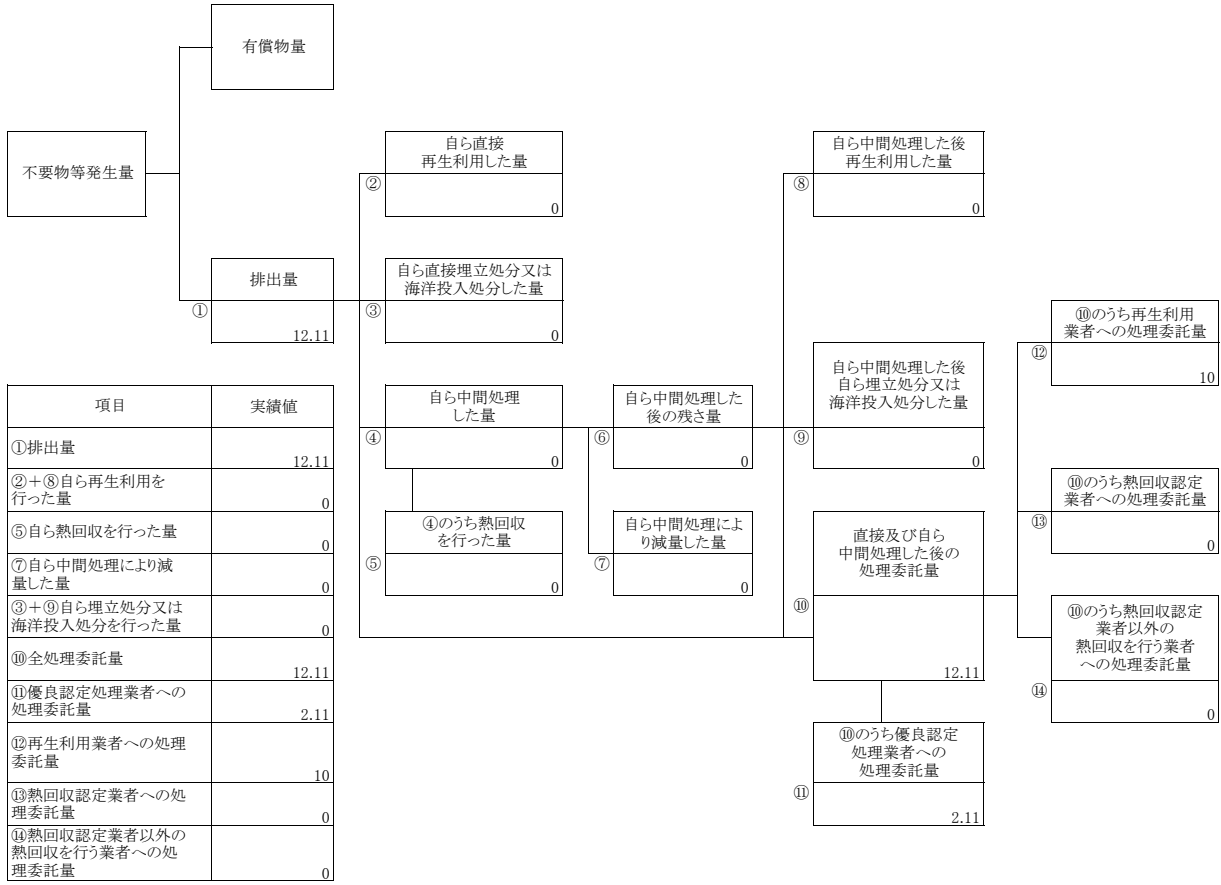 有償物量
不要物等発生量
自ら直接
再生利用した量
②
0
自ら中間処理した後
再生利用した量
⑧
0
排出量
①
12.11
自ら直接埋立処分又は
海洋投入処分した量
③
0
⑩のうち再生利用
業者への処理委託量
⑫
10
自ら中間処理した後
自ら埋立処分又は
海洋投入処分した量
⑨
0
自ら中間処理
した量
④
0
自ら中間処理した
後の残さ量
⑥
0
⑩のうち熱回収認定
業者への処理委託量
⑬
0
④のうち熱回収
を行った量
⑤
0
自ら中間処理によ
り減量した量
⑦
0
直接及び自ら
中間処理した後の
処理委託量
⑩
12.11
⑩のうち熱回収認定
業者以外の
熱回収を行う業者
への処理委託量
⑭
0
⑩のうち優良認定
処理業者への
処理委託量
⑪
2.11
項目 実績値
①排出量
12.11
②＋⑧自ら再生利用を
行った量
0
⑤自ら熱回収を行った量
0
⑦自ら中間処理により減
量した量
0
③＋⑨自ら埋立処分又は
海洋投入処分を行った量
0
⑩全処理委託量
12.11
⑪優良認定処理業者への
処理委託量
2.11
⑫再生利用業者への処理
委託量
10
⑬熱回収認定業者への処
理委託量
0
⑭熱回収認定業者以外の
熱回収を行う業者への処
理委託量
0